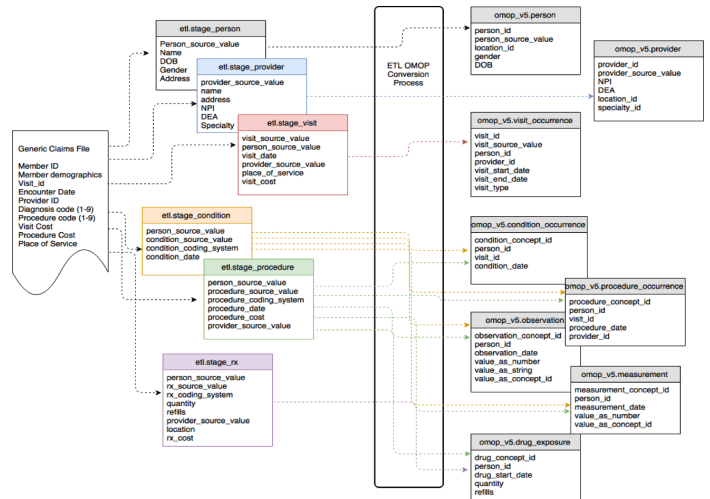 Generic Claims File
Member ID
Member demographics
Visit_id
Encounter Date
Provider ID
Diagnosis code (1-9)
Procedure code (1-9)
Visit Cost
Procedure Cost
Place of Service
etl.stage_person
Person_source_value
Name
DOB
Gender
Address
etl.stage_provider
provider_source_value
name
address
NPI
DEA
Specialty
etl.stage_visit
visit_source_value
person_source_value
visit_date
provider_source_value
place_of_service
visit_cost
etl.stage_condition
person_source_value
condition_source_value
condition_coding_system
condition_date
etl.stage_procedure
person_source_value
procedure_source_value
procedure_coding_system
procedure_date
procedure_cost
provider_source_value
etl.stage_rx
person_source_value
rx_source_value
rx_coding_system
quantity
refills
provider_source_value
location
rx_cost
ETL OMOP
Conversion
Process
omop_v5.person
person_id
person_source_value
location_id
gender
DOB
omop_v5.provider
provider_id
provider_source_value
NPI
DEA
location_id
specialty_id
omop_v5.visit_occurrence
visit_id
visit_source_value
person_id
provider_id
visit_start_date
visit_end_date
visit_type
omop_v5.condition_occurrence
condition_concept_id
person_id
visit_id
condition_date
omop_v5.procedure_occurrence
procedure_concept_id
person_id
visit_id
procedure_date
provider_id
omop_v5.observation
observation_concept_id
person_id
observation_date
value_as_number
value_as_string
value_as_concept_id
omop_v5.measurement
measurement_concept_id
person_id
measurement_date
value_as_number
value_as_concept_id
omop_v5.drug_exposure
drug_concept_id
person_id
drug_start_date
quantity
refills